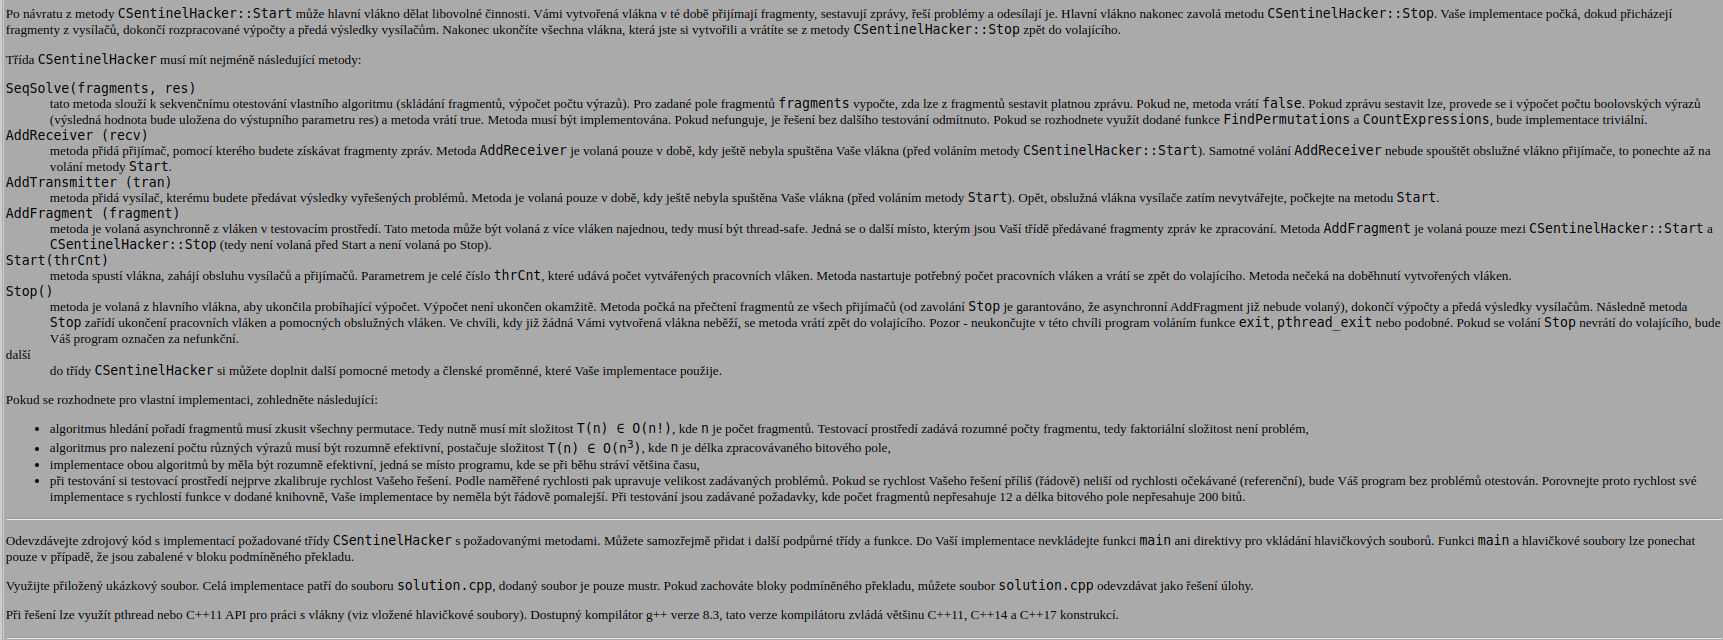 Po návratu z metody CSentinelHacker::Start může hlavní vlákno dělat libovolné činnosti. Vámi vytvořená vlákna v té době přijímají fragmenty, sestavují zprávy, řeší problémy a odesílají je. Hlavní vlákno nakonec zavolá metodu CSentinelHacker::Stop. Vaše implementace počká, dokud přicházejí
fragmenty z vysílačů, dokončí rozpracované výpočty a předá výsledky vysílačům. Nakonec ukončíte všechna vlákna, která jste si vytvořili a vrátíte se z metody CSentinelHacker::Stop zpět do volajícího.
Třída CSentinelHacker musí mít nejméně následující metody:
SeqSolve(fragments, res)
tato metoda slouží k sekvenčnímu otestování vlastního algoritmu (skládání fragmentů, výpočet počtu výrazů). Pro zadané pole fragmentů fragments vypočte, zda lze z fragmentů sestavit platnou zprávu. Pokud ne, metoda vrátí false. Pokud zprávu sestavit lze, provede se i výpočet počtu boolovských výrazů
(výsledná hodnota bude uložena do výstupního parametru res) a metoda vrátí true. Metoda musí být implementována. Pokud nefunguje, je řešení bez dalšího testování odmítnuto. Pokud se rozhodnete využít dodané funkce FindPermutations a CountExpressions, bude implementace triviální.
AddReceiver (recv)
metoda přidá přijímač, pomocí kterého budete získávat fragmenty zpráv. Metoda AddReceiver je volaná pouze v době, kdy ještě nebyla spuštěna Vaše vlákna (před voláním metody CSentinelHacker::Start). Samotné volání AddReceiver nebude spouštět obslužné vlákno přijímače, to ponechte až na
volání metody Start.
AddTransmitter (tran)
metoda přidá vysílač, kterému budete předávat výsledky vyřešených problémů. Metoda je volaná pouze v době, kdy ještě nebyla spuštěna Vaše vlákna (před voláním metody Start). Opět, obslužná vlákna vysílače zatím nevytvářejte, počkejte na metodu Start.
AddFragment (fragment)
metoda je volaná asynchronně z vláken v testovacím prostředí. Tato metoda může být volaná z více vláken najednou, tedy musí být thread-safe. Jedná se o další místo, kterým jsou Vaší třídě předávané fragmenty zpráv ke zpracování. Metoda AddFragment je volaná pouze mezi CSentinelHacker::Start a
CSentinelHacker::Stop (tedy není volaná před Start a není volaná po Stop).
Start(thrCnt)
metoda spustí vlákna, zahájí obsluhu vysílačů a přijímačů. Parametrem je celé číslo thrCnt, které udává počet vytvářených pracovních vláken. Metoda nastartuje potřebný počet pracovních vláken a vrátí se zpět do volajícího. Metoda nečeká na doběhnutí vytvořených vláken.
Stop()
metoda je volaná z hlavního vlákna, aby ukončila probíhající výpočet. Výpočet není ukončen okamžitě. Metoda počká na přečtení fragmentů ze všech přijímačů (od zavolání Stop je garantováno, že asynchronní AddFragment již nebude volaný), dokončí výpočty a předá výsledky vysílačům. Následně metoda
Stop zařídí ukončení pracovních vláken a pomocných obslužných vláken. Ve chvíli, kdy již žádná Vámi vytvořená vlákna neběží, se metoda vrátí zpět do volajícího. Pozor - neukončujte v této chvíli program voláním funkce exit, pthread_exit nebo podobné. Pokud se volání Stop nevrátí do volajícího, bude
Váš program označen za nefunkční.
další
do třídy CSentinelHacker si můžete doplnit další pomocné metody a členské proměnné, které Vaše implementace použije.
Pokud se rozhodnete pro vlastní implementaci, zohledněte následující:
• algoritmus hledání pořadí fragmentů musí zkusit všechny permutace. Tedy nutně musí mít složitost T(n) ∈ O(n!), kde n je počet fragmentů. Testovací prostředí zadává rozumné počty fragmentu, tedy faktoriální složitost není problém,
• algoritmus pro nalezení počtu různých výrazů musí být rozumně efektivní, postačuje složitost T(n) ∈ O(n³), kde n je délka zpracovávaného bitového pole,
• implementace obou algoritmů by měla být rozumně efektivní, jedná se místo programu, kde se při běhu stráví většina času,
• při testování si testovací prostředí nejprve zkalibruje rychlost Vašeho řešení. Podle naměřené rychlosti pak upravuje velikost zadávaných problémů. Pokud se rychlost Vašeho řešení příliš (řádově) neliší od rychlosti očekávané (referenční), bude Váš program bez problémů otestován. Porovnejte proto rychlost své
implementace s rychlostí funkce v dodané knihovně, Vaše implementace by neměla být řádově pomalejší. Při testování jsou zadávané požadavky, kde počet fragmentů nepřesahuje 12 a délka bitového pole nepřesahuje 200 bitů.
Odevzdávejte zdrojový kód s implementací požadované třídy CSentinelHacker s požadovanými metodami. Můžete samozřejmě přidat i další podpůrné třídy a funkce. Do Vaší implementace nevkládejte funkci main ani direktivy pro vkládání hlavičkových souborů. Funkci main a hlavičkové soubory lze ponechat
pouze v případě, že jsou zabalené v bloku podmíněného překladu.
Využijte přiložený ukázkový soubor. Celá implementace patří do souboru solution.cpp, dodaný soubor je pouze mustr. Pokud zachováte bloky podmíněného překladu, můžete soubor solution.cpp odevzdávat jako řešení úlohy.
Při řešení lze využít pthread nebo C++11 API pro práci s vlákny (viz vložené hlavičkové soubory). Dostupný kompilátor g++ verze 8.3, tato verze kompilátoru zvládá většinu C++11, C++14 a C++17 konstrukcí.